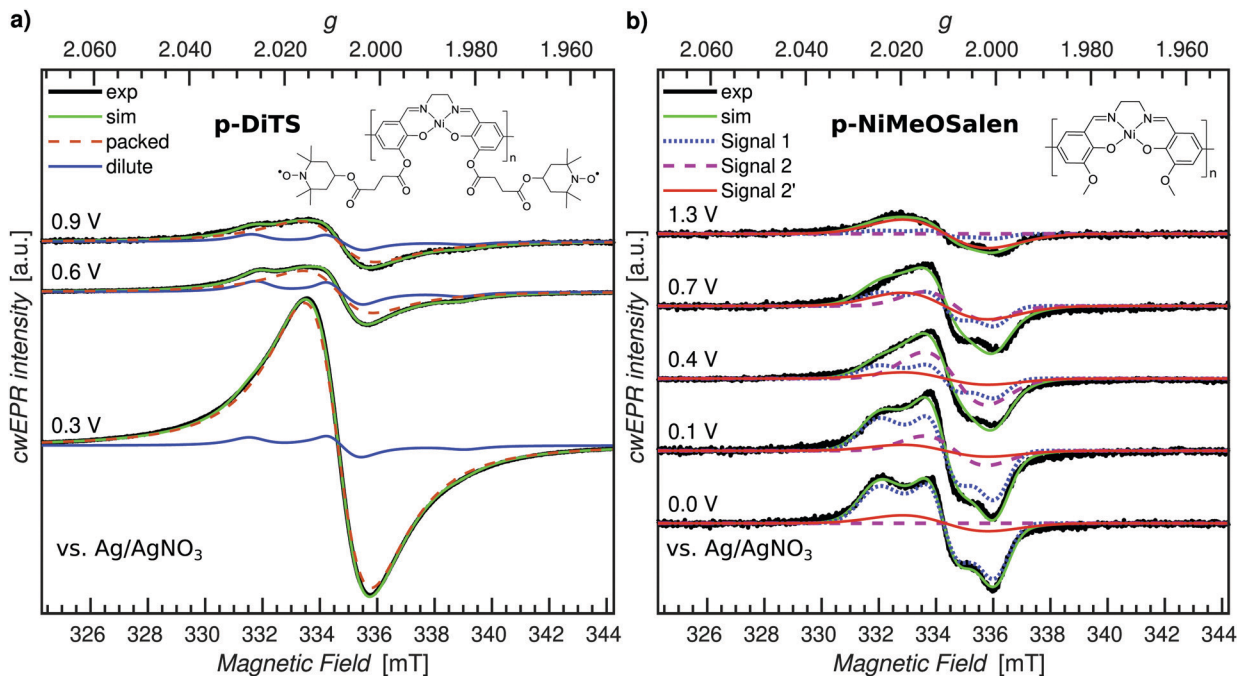 a)
g
2.060 2.040 2.020 2.000 1.980 1.960
exp
sim
packed
dilute
p-DiTS
N N
Ni
O O
n
O O
O O
O O
O O
•O-N
N-O•
0.9 V
0.6 V
0.3 V
vs. Ag/AgNO3
cwEPR intensity [a.u.]
326 328 330 332 334 336 338 340 342 344
Magnetic Field [mT]
b)
g
2.060 2.040 2.020 2.000 1.980 1.960
exp
sim
Signal 1
Signal 2
Signal 2'
p-NiMeOSalen
N N
Ni
O O
n
O O
1.3 V
0.7 V
0.4 V
0.1 V
0.0 V
vs. Ag/AgNO3
cwEPR intensity [a.u.]
326 328 330 332 334 336 338 340 342 344
Magnetic Field [mT]